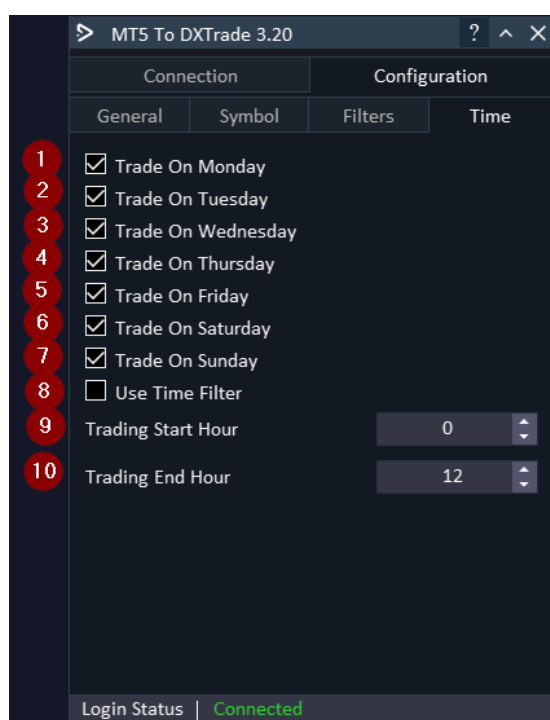 MT5 To DXTrade 3.20 ?
Connection Configuration
General Symbol Filters Time
1 Trade On Monday
2 Trade On Tuesday
3 Trade On Wednesday
4 Trade On Thursday
5 Trade On Friday
6 Trade On Saturday
7 Trade On Sunday
8 Use Time Filter
9 Trading Start Hour 0
10 Trading End Hour 12
Login Status | Connected